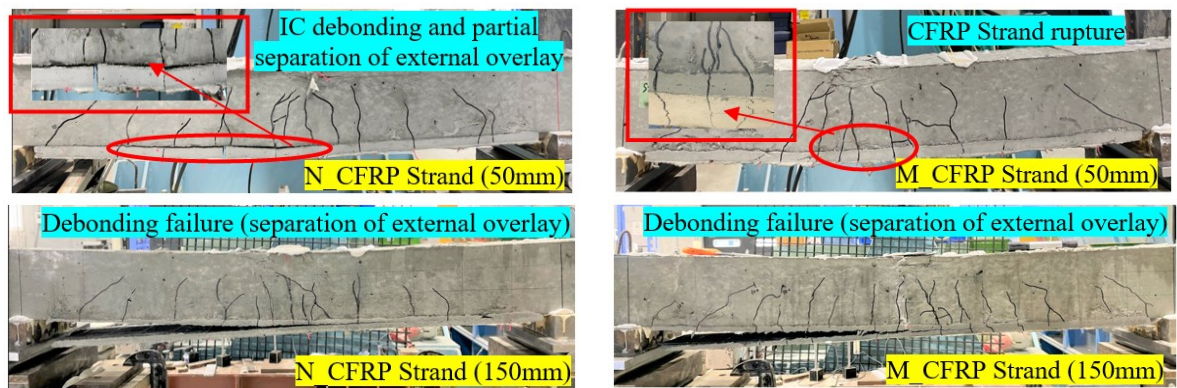 IC debonding and partial
separation of external overlay
N_CFRP Strand (50mm)
CFRP Strand rupture
M_CFRP Strand (50mm)
Debonding failure (separation of external overlay)
N_CFRP Strand (150mm)
Debonding failure (separation of external overlay)
M_CFRP Strand (150mm)